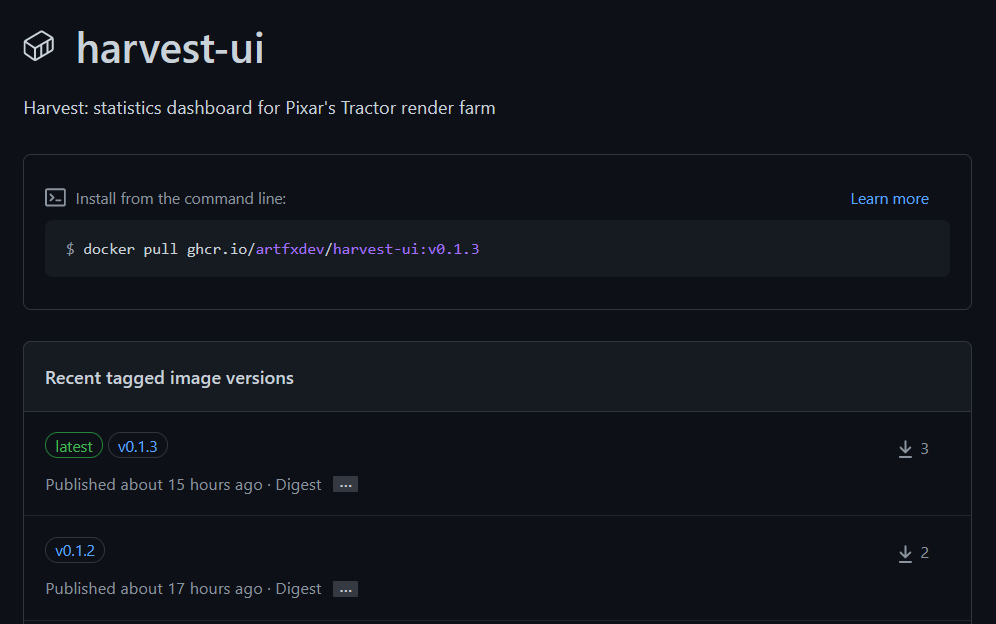 harvest-ui
Harvest: statistics dashboard for Pixar's Tractor render farm
Install from the command line:
Learn more
$ docker pull ghcr.io/artfxdev/harvest-ui:v0.1.3
Recent tagged image versions
latest v0.1.3
3
Published about 15 hours ago · Digest ...
v0.1.2
2
Published about 17 hours ago · Digest ...